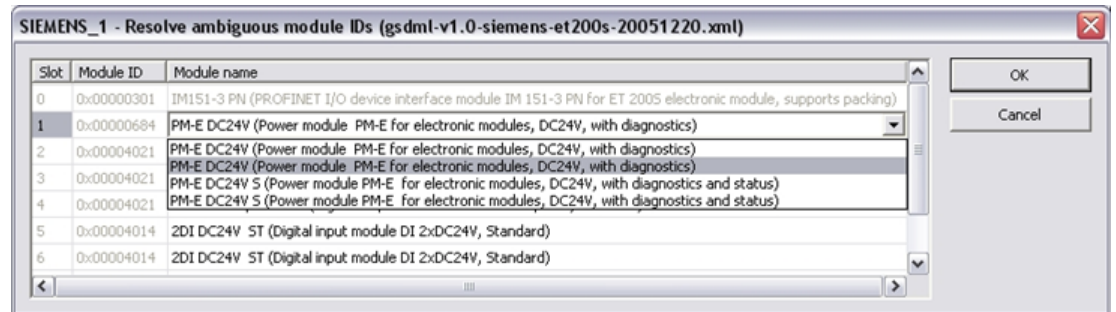 SIEMENS_1 - Resolve ambiguous module IDs (gsdml-v1.0-siemens-et200s-20051220.xml)
Slot Module ID Module name
OK
0 0x00000301 IM151-3 PN (PROFINET I/O device interface module IM 151-3 PN for ET 200S electronic module, supports packing)
1 0x00000684 PM-E DC24V (Power module PM-E for electronic modules, DC24V, with diagnostics)
Cancel
2 0x00004021 PM-E DC24V (Power module PM-E for electronic modules, DC24V, with diagnostics)
PM-E DC24V (Power module PM-E for electronic modules, DC24V, with diagnostics)
3 0x00004021 PM-E DC24V S (Power module PM-E for electronic modules, DC24V, with diagnostics and status)
4 0x00004021 PM-E DC24V S (Power module PM-E for electronic modules, DC24V, with diagnostics and status)
5 0x00004014 2DI DC24V ST (Digital input module DI 2xDC24V, Standard)
6 0x00004014 2DI DC24V ST (Digital input module DI 2xDC24V, Standard)